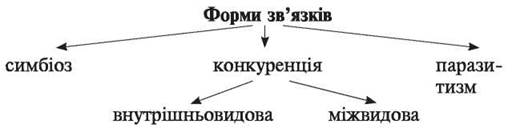 Форми зв’язків
симбіоз конкуренція парази-
тизм
внутрішньовидова міжвидова